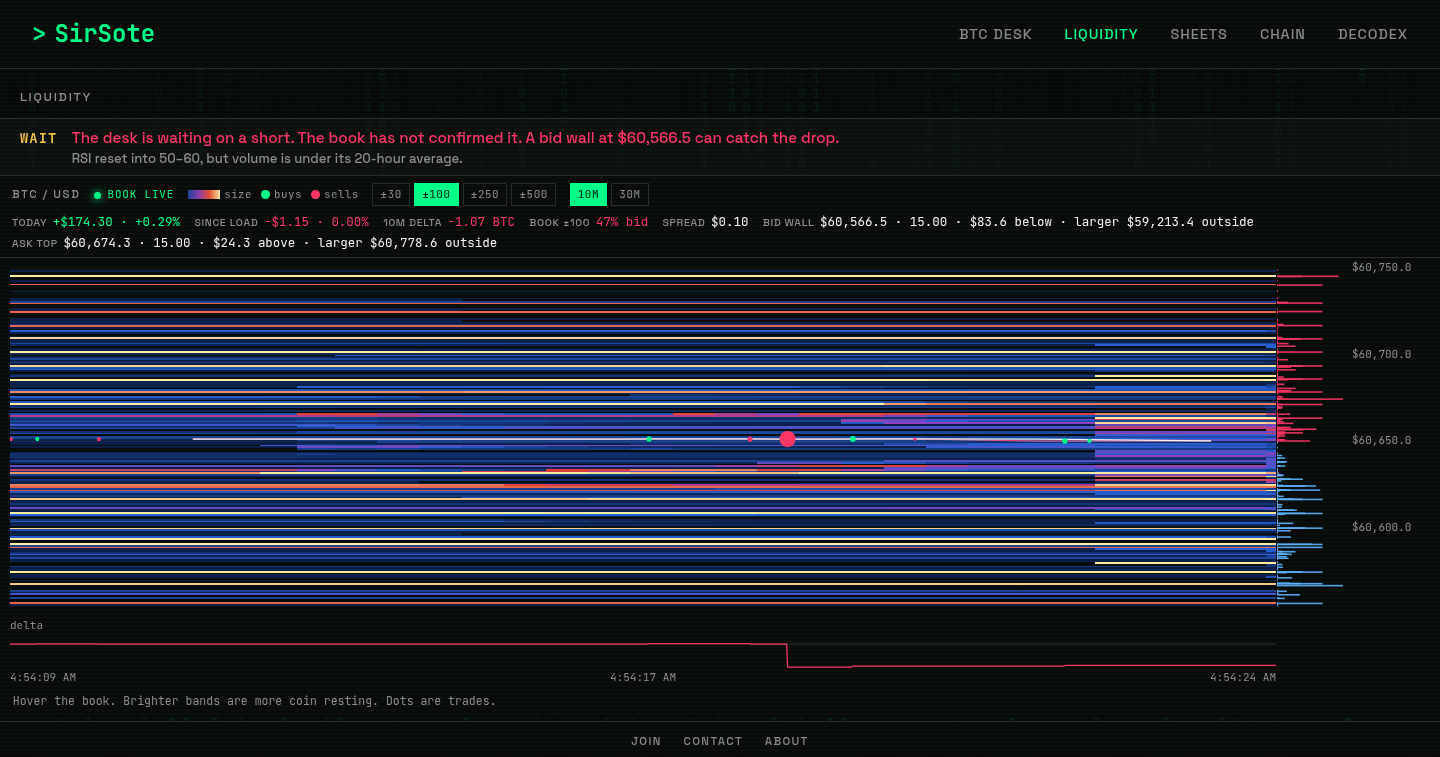 > SirSote
BTC DESK LIQUIDITY SHEETS CHAIN DECODEX
LIQUIDITY
WAIT The desk is waiting on a short. The book has not confirmed it. A bid wall at $60,566.5 can catch the drop.
RSI reset into 50–60, but volume is under its 20-hour average.
BTC / USD BOOK LIVE size buys sells ±30 ±100 ±250 ±500 10M 30M
TODAY +$174.30 · +0.29% SINCE LOAD -$1.15 · 0.00% 10M DELTA -1.07 BTC BOOK ±100 47% bid SPREAD $0.10 BID WALL $60,566.5 · 15.00 · $83.6 below · larger $59,213.4 outside
ASK TOP $60,674.3 · 15.00 · $24.3 above · larger $60,778.6 outside
$60,750.0
$60,700.0
$60,650.0
$60,600.0
delta
4:54:09 AM 4:54:17 AM 4:54:24 AM
Hover the book. Brighter bands are more coin resting. Dots are trades.
JOIN CONTACT ABOUT